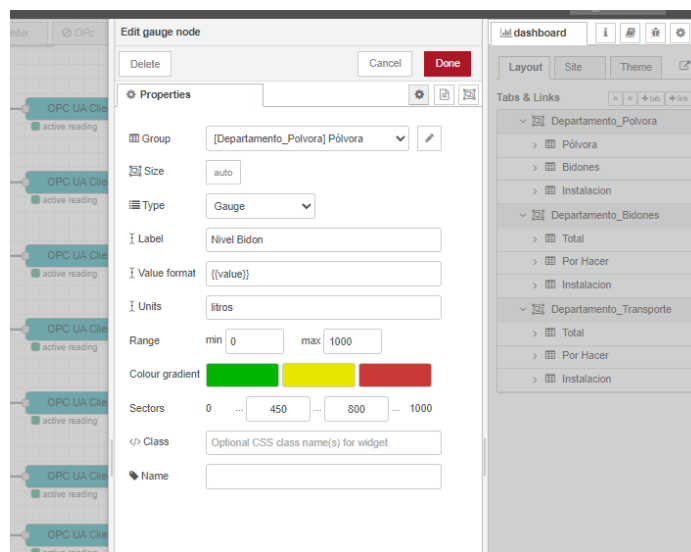 eba
OPc
Edit gauge node
dashboard
i
Delete
Cancel
Done
Layout
Site
Theme
Properties
Tabs & Links
tab
link
OPC UA Clie
active reading
Group
[Departamento_Polvora] Pólvora
Departamento_Polvora
Pólvora
Size
auto
Bidones
OPC UA Clie
active reading
Instalacion
Type
Gauge
Departamento_Bidones
Label
Nivel Bidon
Total
OPC UA Clie
active reading
Value format
{{value}}
Por Hacer
Instalacion
Units
litros
Departamento_Transporte
OPC UA Clie
active reading
Range
min
0
max
1000
Total
Por Hacer
Colour gradient
Instalacion
OPC UA Clie
active reading
Sectors
0
...
450
...
800
...
1000
</> Class
Optional CSS class name(s) for widget
OPC UA Clie
active reading
Name
OPC UA Clie
active reading